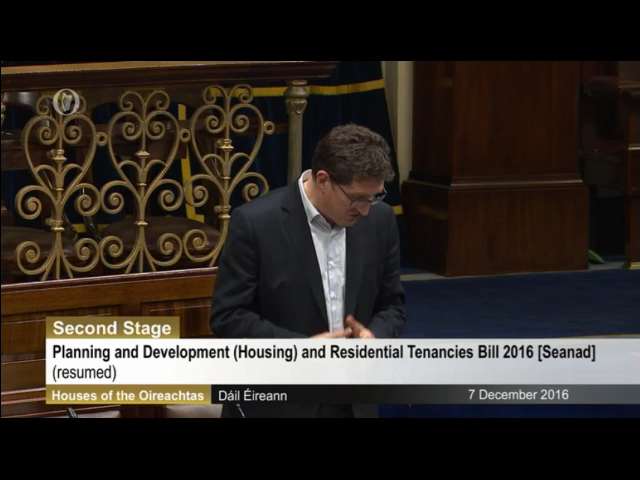 Second Stage
Planning and Development (Housing) and Residential Tenancies Bill 2016 [Seanad]
(resumed)
Houses of the Oireachtas Dáil Éireann 7 December 2016